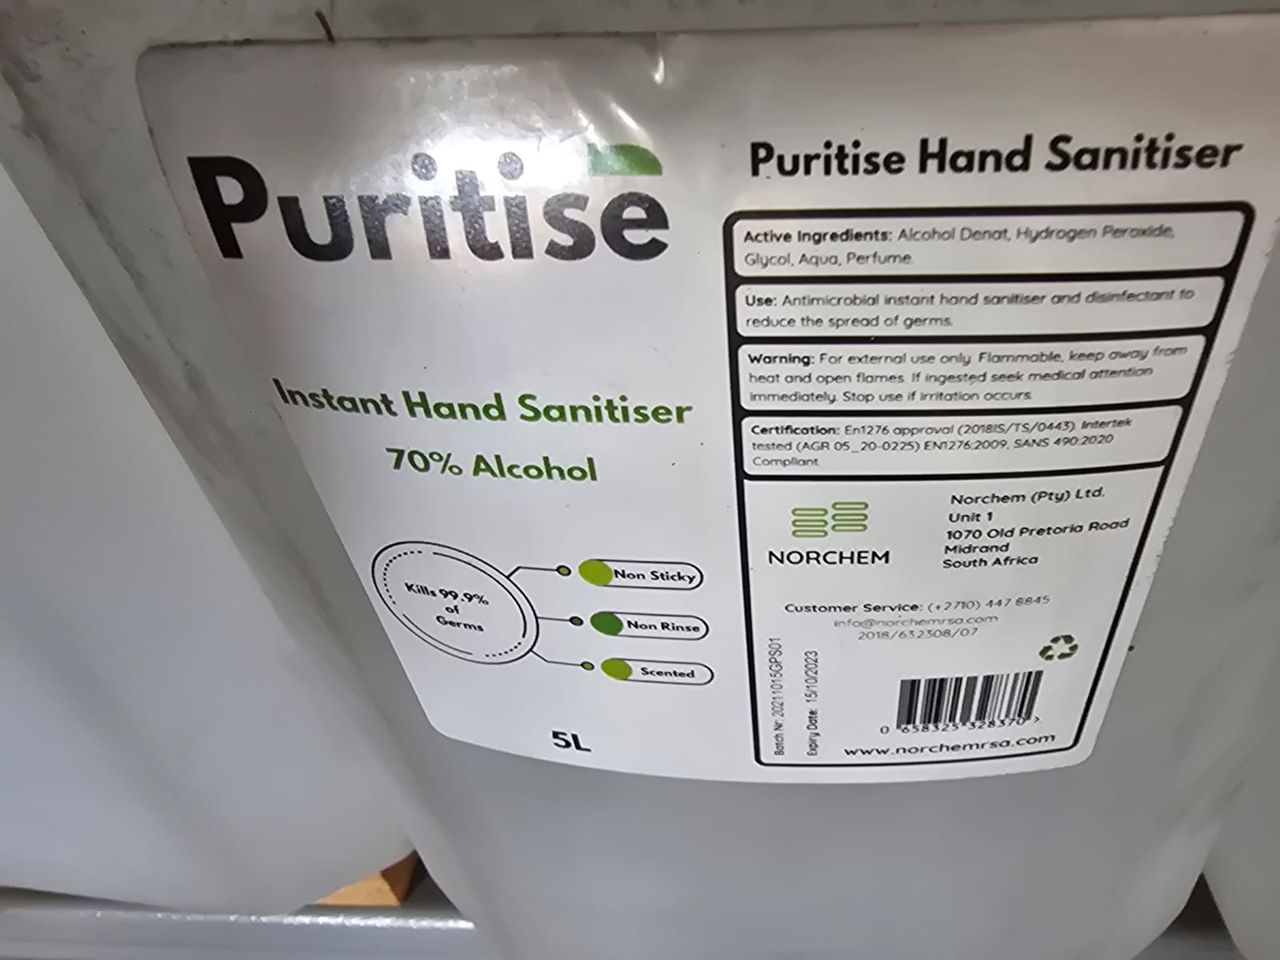 Puritise
Instant Hand Sanitiser
70% Alcohol
Kills 99.9%
of
Germs
Non Sticky
Non Rinse
Scented
5L
Puritise Hand Sanitiser
Active Ingredients: Alcohol Denat, Hydrogen Peroxide,
Glycol, Aqua, Perfume.
Use: Antimicrobial instant hand sanitiser and disinfectant to
reduce the spread of germs.
Warning: For external use only. Flammable, keep away from
heat and open flames. If ingested seek medical attention
immediately. Stop use if irritation occurs.
Certification: En1276 approval (2018IS/TS/0443). Intertek
tested (AGR 05_20-0225) EN1276:2009, SANS 490:2020
Compliant
NORCHEM
Norchem (Pty) Ltd.
Unit 1
1070 Old Pretoria Road
Midrand
South Africa
Customer Service: (+2710) 447 8845
info@norchemrsa.com
2018/632308/07
Batch Nr: 20211015GPS01
Expiry Date: 15/10/2023
0 658325 328370 >
www.norchemrsa.com